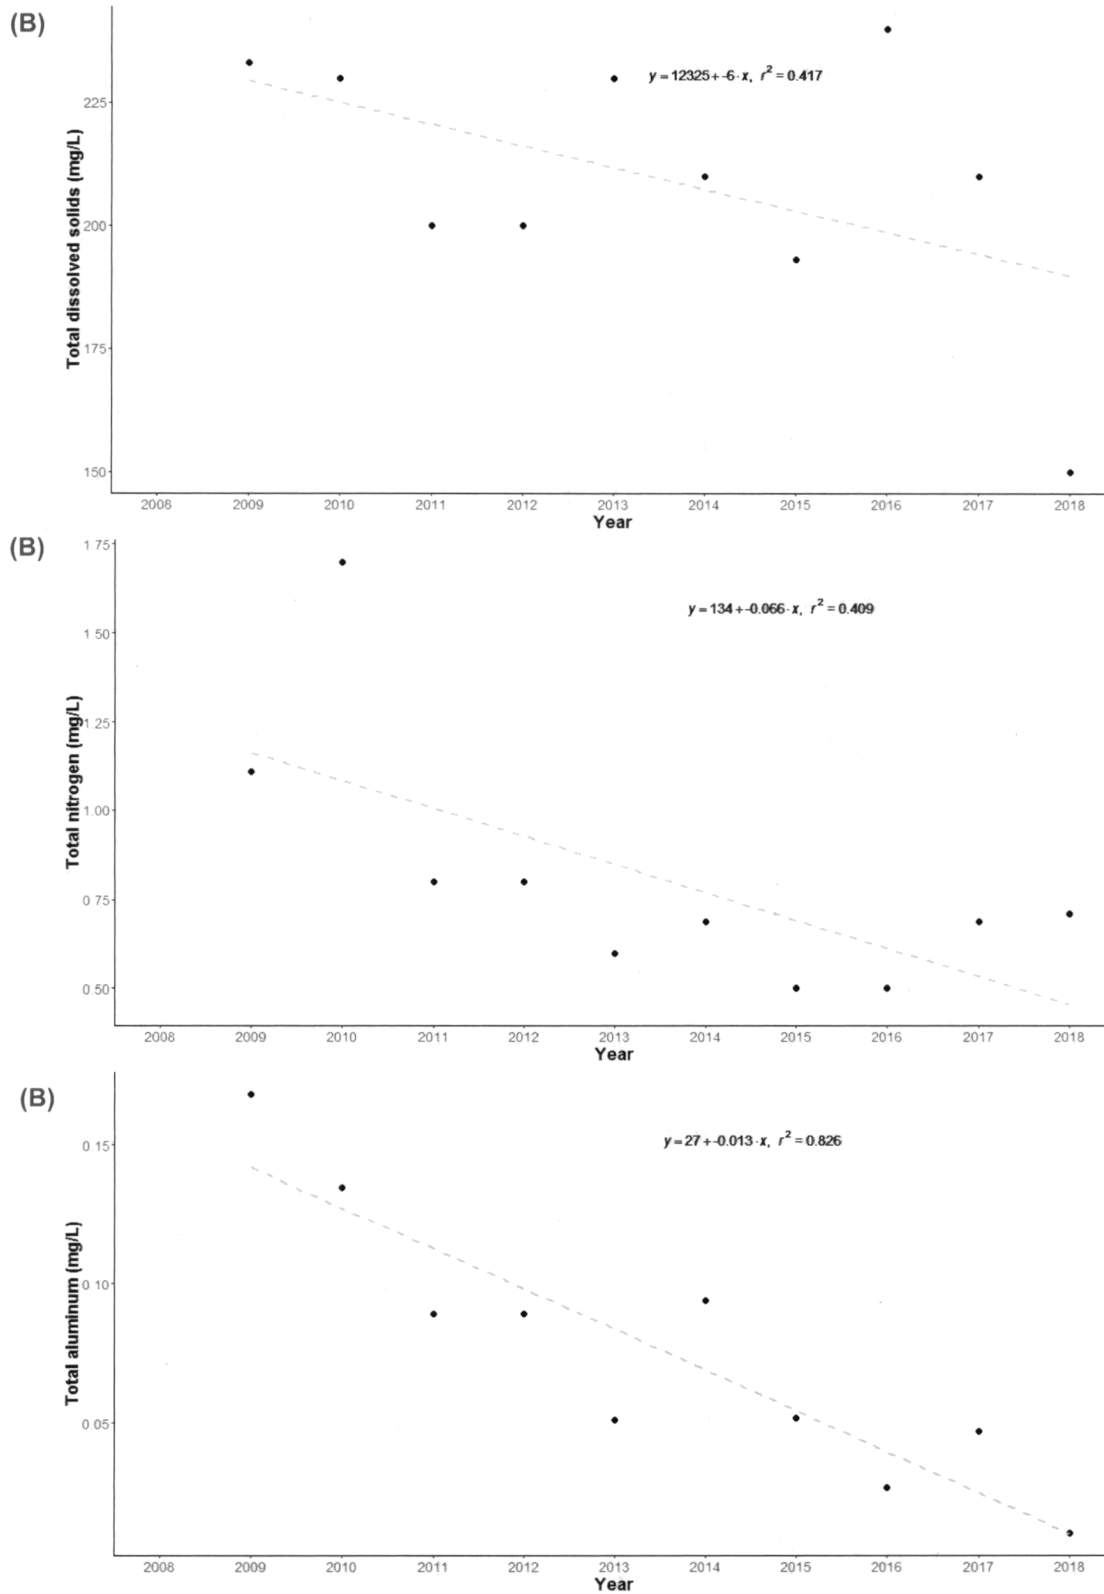 (B)
Total dissolved solids (mg/L)
y = 12325 + -6 · x, r² = 0.417
225
200
175
150
2008 2009 2010 2011 2012 2013 2014 2015 2016 2017 2018
Year
(B)
Total nitrogen (mg/L)
y = 134 + -0.066 · x, r² = 0.409
1 75
1 50
1 25
1 00
0 75
0 50
2008 2009 2010 2011 2012 2013 2014 2015 2016 2017 2018
Year
(B)
Total aluminum (mg/L)
y = 27 + -0.013 · x, r² = 0.826
0 15
0 10
0 05
2008 2009 2010 2011 2012 2013 2014 2015 2016 2017 2018
Year